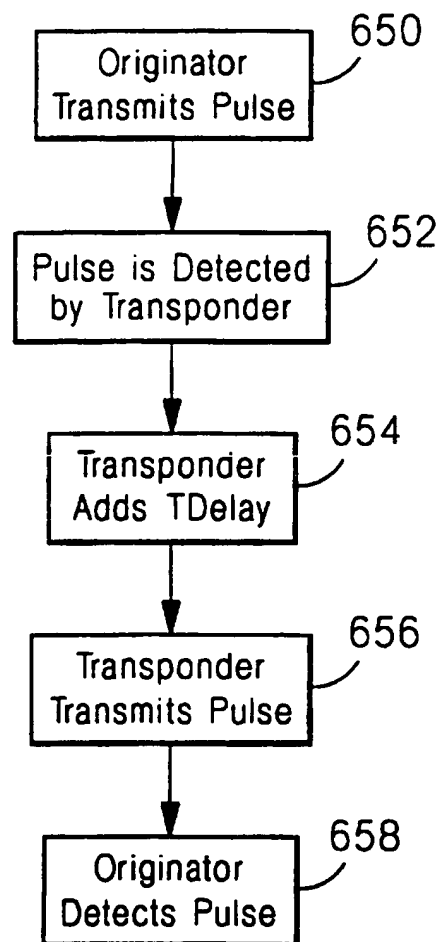 650
Originator
Transmits Pulse
652
Pulse is Detected
by Transponder
654
Transponder
Adds TDelay
656
Transponder
Transmits Pulse
658
Originator
Detects Pulse